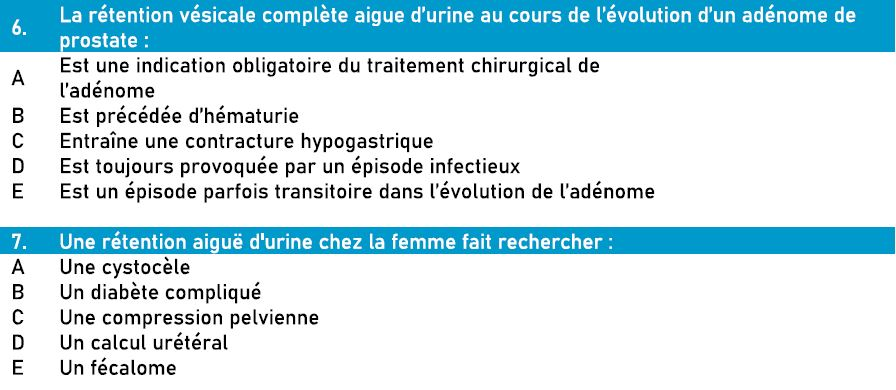 6. La rétention vésicale complète aigue d’urine au cours de l’évolution d’un adénome de
prostate :
A Est une indication obligatoire du traitement chirurgical de
l’adénome
B Est précédée d’hématurie
C Entraîne une contracture hypogastrique
D Est toujours provoquée par un épisode infectieux
E Est un épisode parfois transitoire dans l’évolution de l’adénome
7. Une rétention aiguë d'urine chez la femme fait rechercher :
A Une cystocèle
B Un diabète compliqué
C Une compression pelvienne
D Un calcul urétéral
E Un fécalome